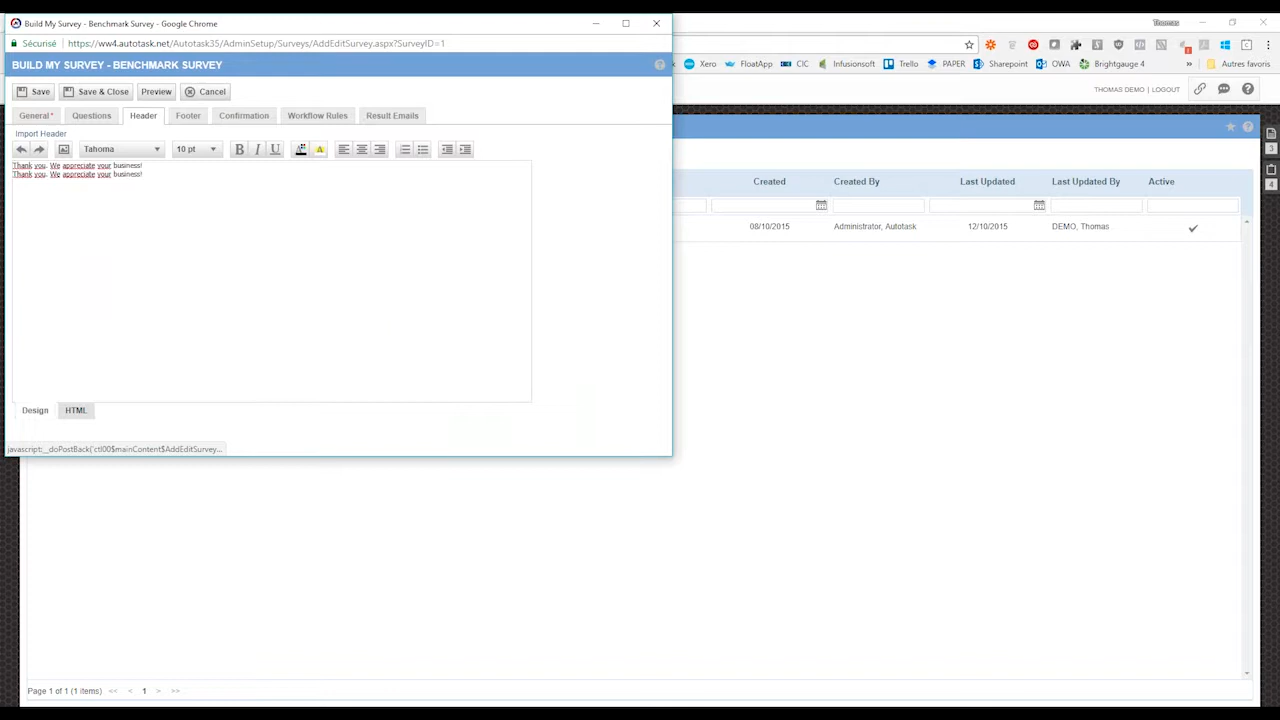 Build My Survey - Benchmark Survey - Google Chrome
Thomas
Sécurisé https://ww4.autotask.net/Autotask35/AdminSetup/Surveys/AddEditSurvey.aspx?SurveyID=1
BUILD MY SURVEY - BENCHMARK SURVEY
Xero FloatApp CIC Infusionsoft Trello PAPER Sharepoint OWA Brightgauge 4 » Autres favoris
Save Save & Close Preview Cancel
THOMAS DEMO | LOGOUT
General* Questions Header Footer Confirmation Workflow Rules Result Emails
Import Header
3
Tahoma 10 pt B I U A
Thank you. We appreciate your business!
Thank you. We appreciate your business!
Created Created By Last Updated Last Updated By Active
4
08/10/2015 Administrator, Autotask 12/10/2015 DEMO, Thomas
Design HTML
javascript:__doPostBack('ctl00$mainContent$AddEditSurvey...
Page 1 of 1 (1 items) << < 1 > >>